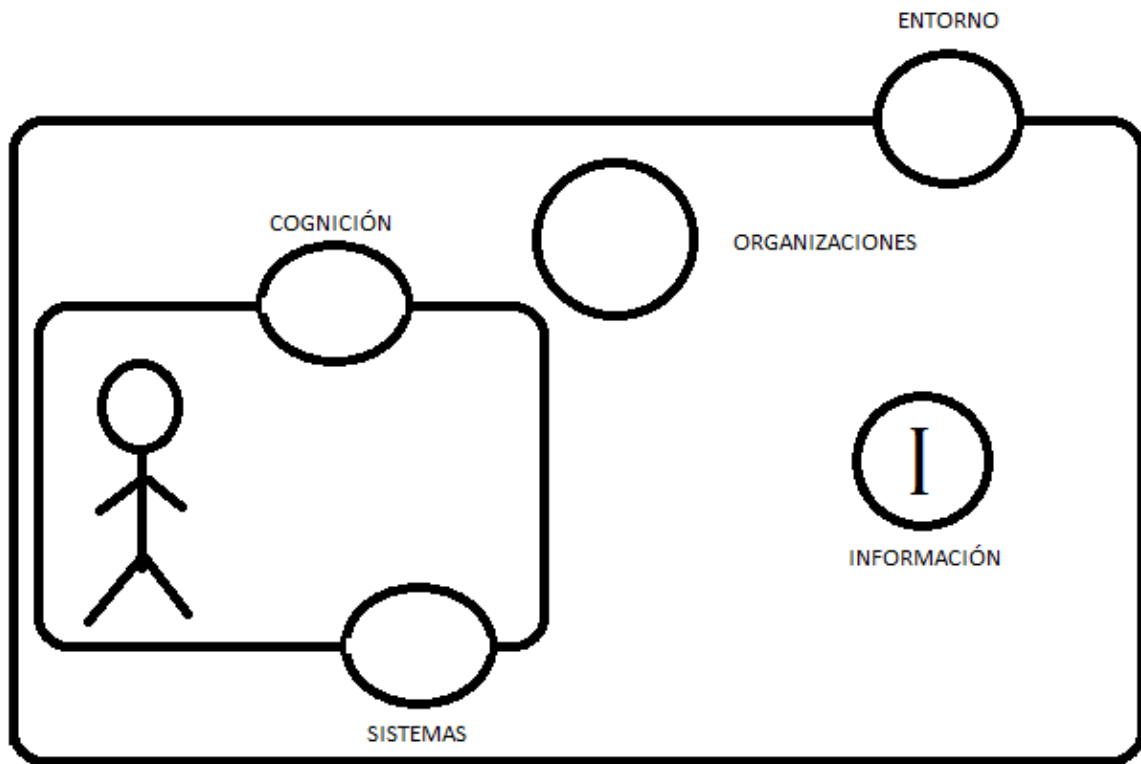 ENTORNO
COGNICIÓN
ORGANIZACIONES
I
INFORMACIÓN
SISTEMAS